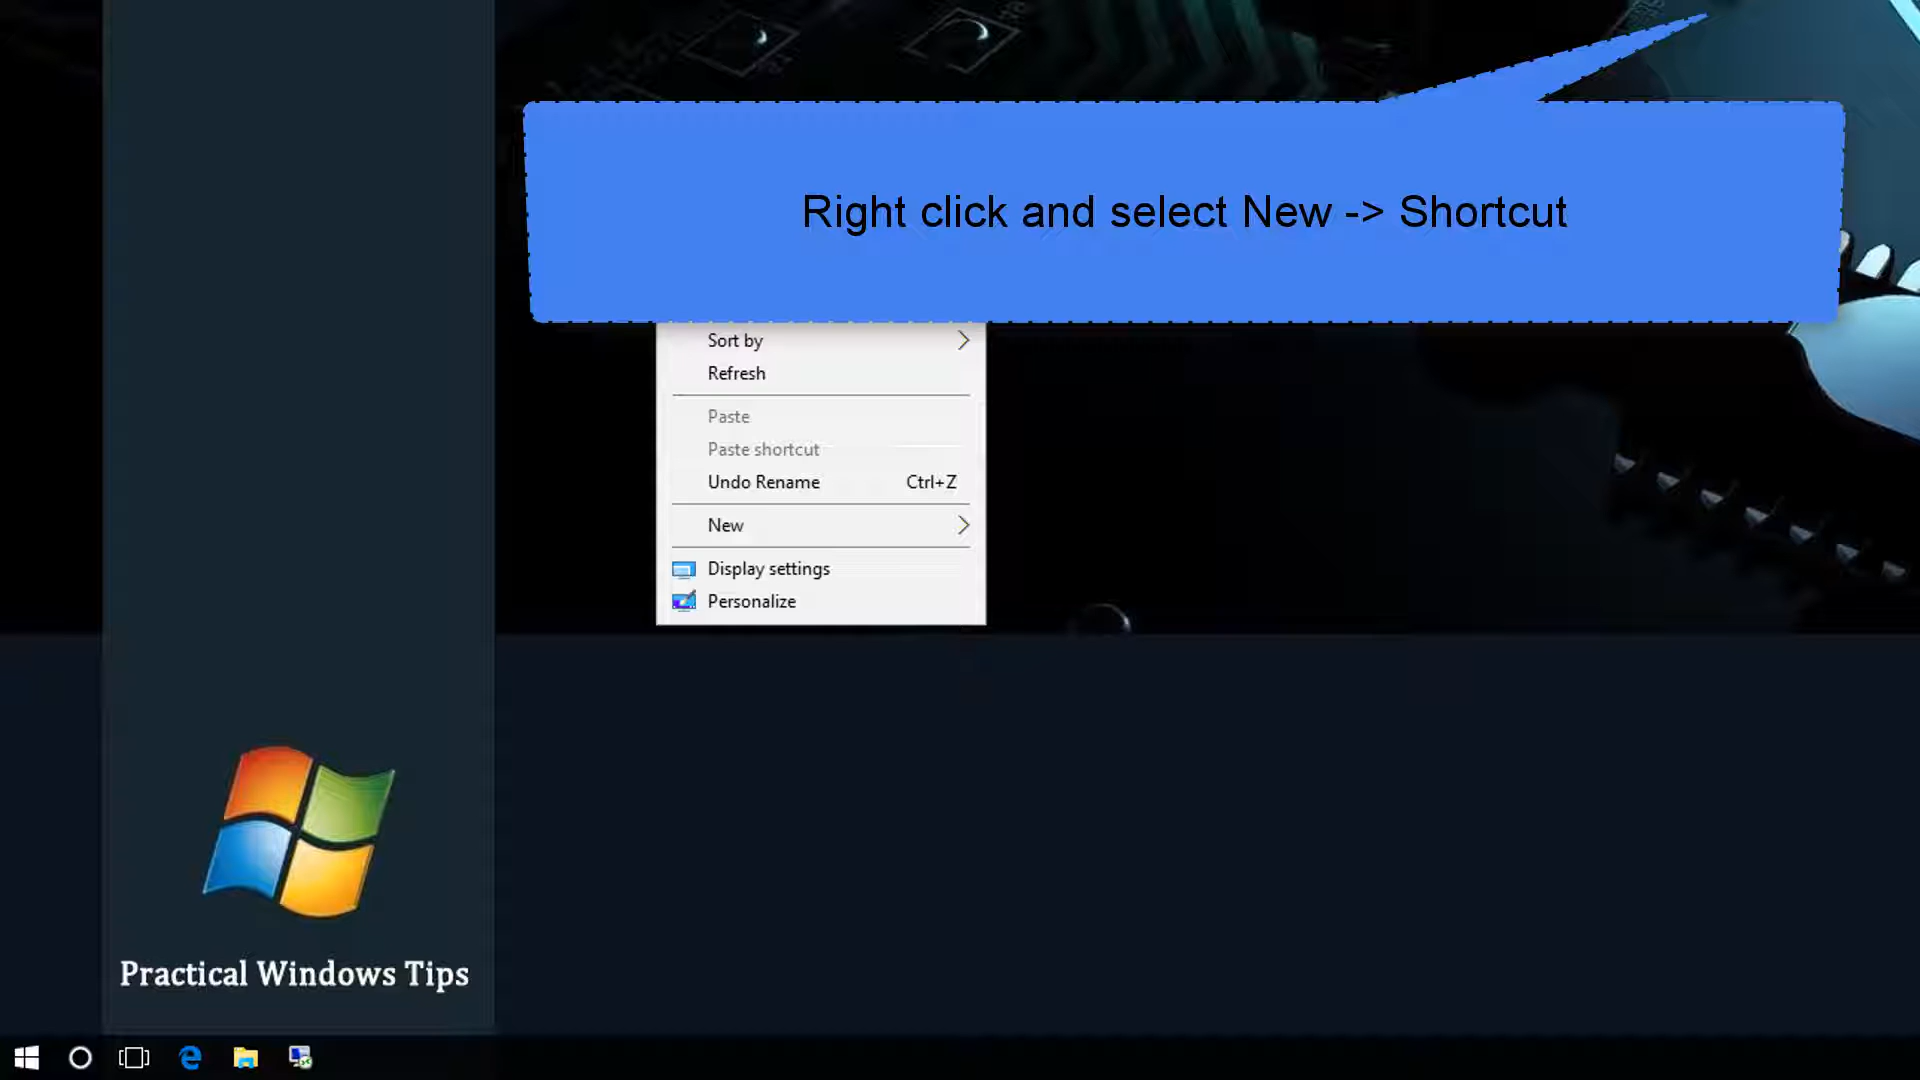 Right click and select New -> Shortcut
Sort by
Refresh
Paste
Paste shortcut
Undo Rename Ctrl+Z
New
Display settings
Personalize
Practical Windows Tips